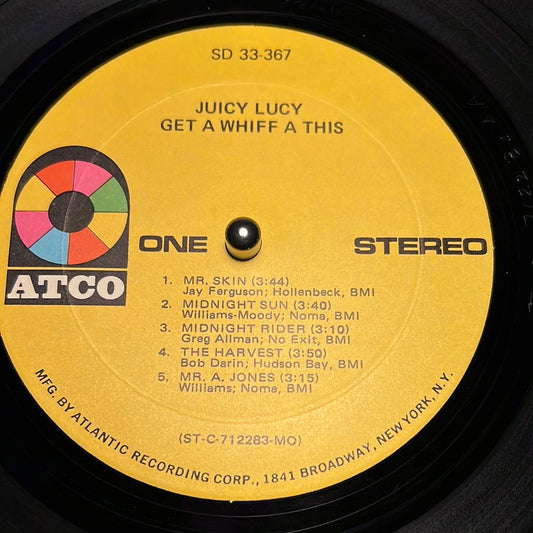 SD 33-367
JUICY LUCY
GET A WHIFF A THIS
ATCO
ONE
STEREO
1. MR. SKIN (3:44)
Jay Ferguson; Hollenbeck, BMI
2. MIDNIGHT SUN (3:40)
Williams-Moody; Noma, BMI
3. MIDNIGHT RIDER (3:10)
Greg Allman; No Exit, BMI
4. THE HARVEST (3:50)
Bob Darin; Hudson Bay, BMI
5. MR. A. JONES (3:15)
Williams; Noma, BMI
(ST-C-712283-MO)
MFG. BY ATLANTIC RECORDING CORP., 1841 BROADWAY, NEW YORK, N.Y.